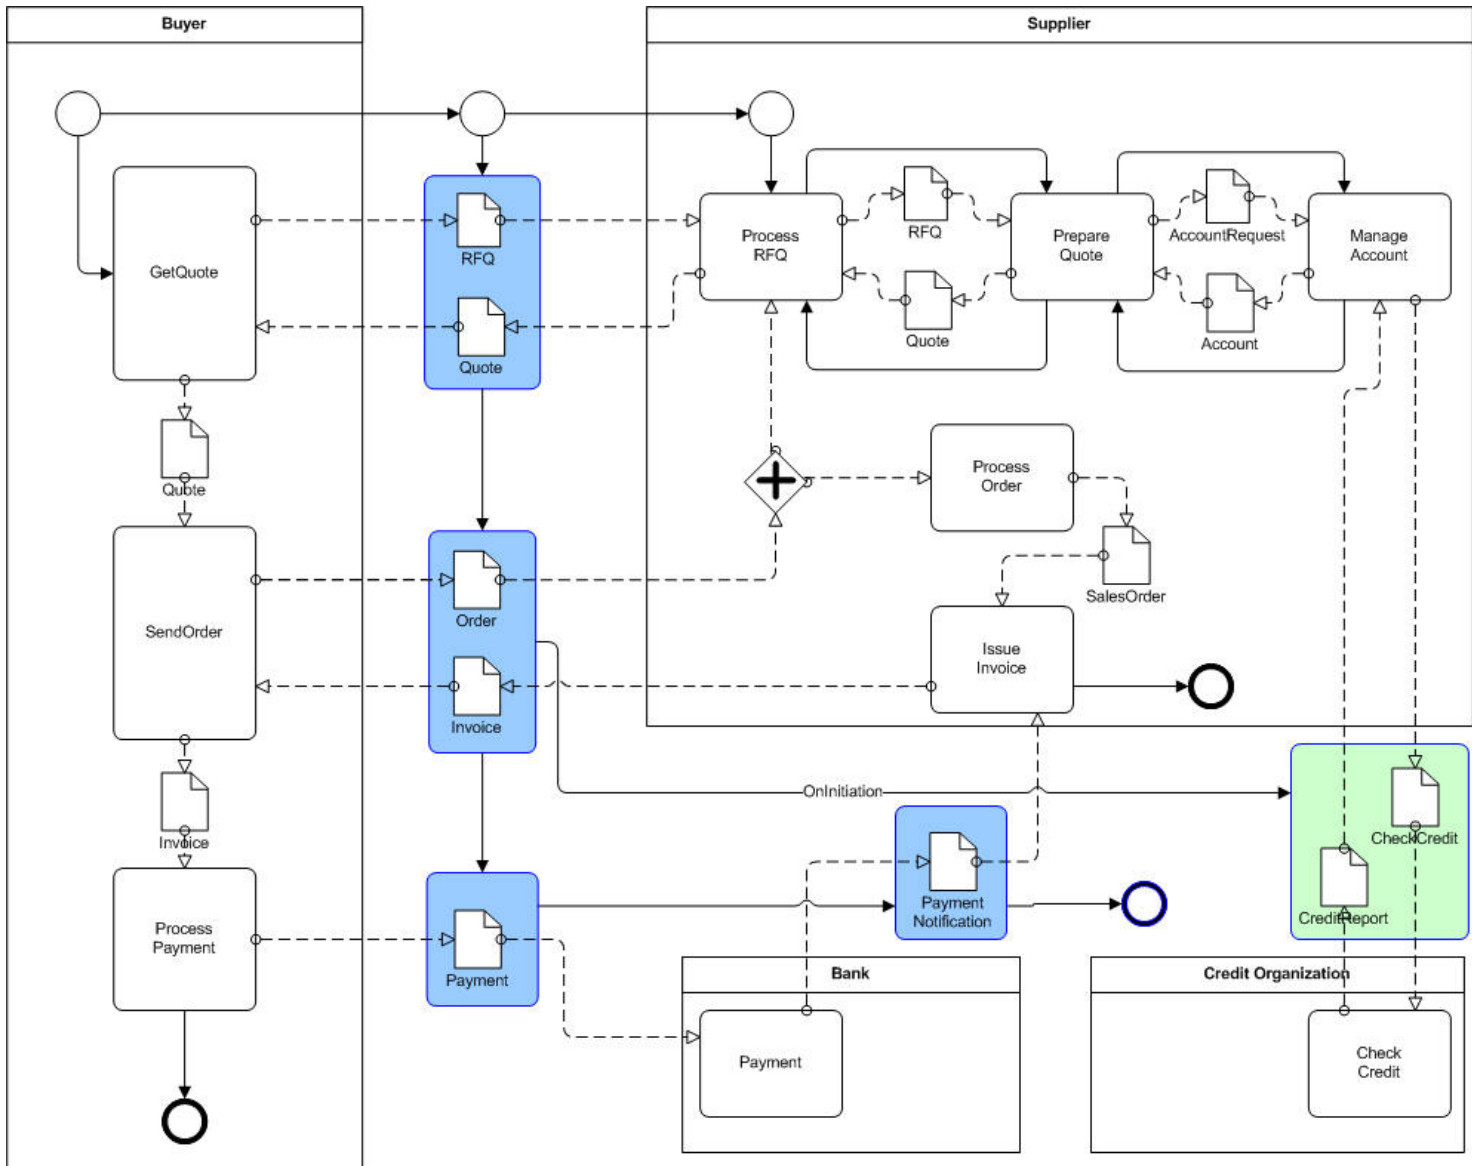 Buyer
Supplier
GetQuote
RFQ
Quote
Process
RFQ
RFQ
Quote
Prepare
Quote
AccountRequest
Account
Manage
Account
Quote
Process
Order
SalesOrder
SendOrder
Order
Invoice
Issue
Invoice
OnInitiation
Invoice
CheckCredit
CreditReport
Process
Payment
Payment
Payment
Notification
Bank
Payment
Credit Organization
Check
Credit